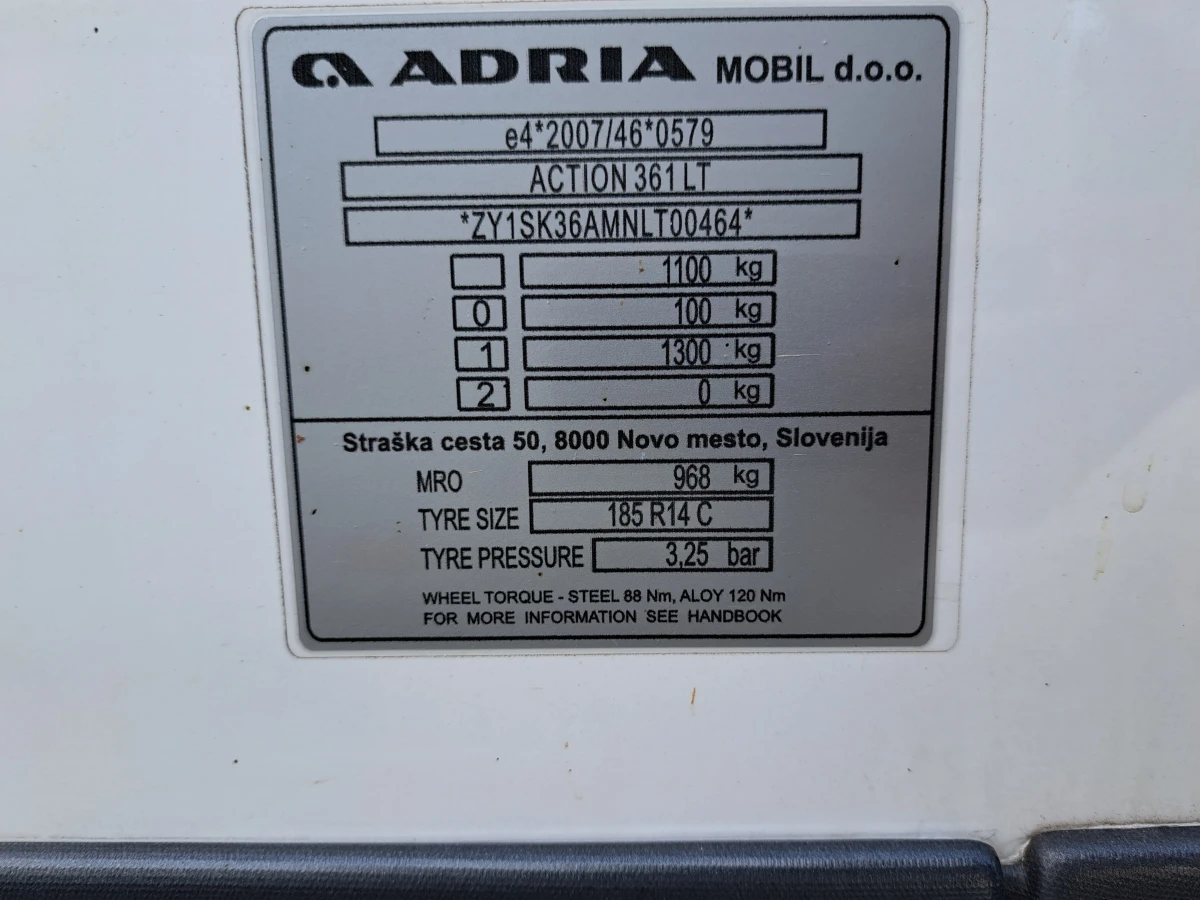 ADRIA MOBIL d.o.o.
e4*2007/46*0579
ACTION 361 LT
*ZY1SK36AMNLT00464*
1100 kg
0 100 kg
1 1300 kg
2 0 kg
Straška cesta 50, 8000 Novo mesto, Slovenija
MRO 968 kg
TYRE SIZE 185 R14 C
TYRE PRESSURE 3,25 bar
WHEEL TORQUE - STEEL 88 Nm, ALOY 120 Nm
FOR MORE INFORMATION SEE HANDBOOK